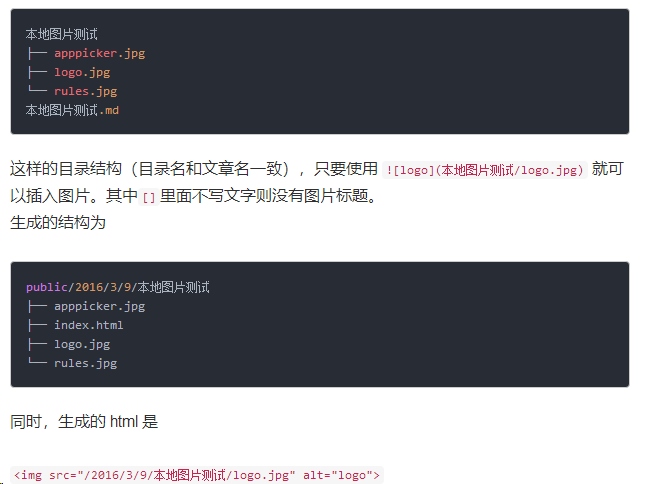 本地图片测试
├── apppicker.jpg
├── logo.jpg
└── rules.jpg
本地图片测试.md
这样的目录结构（目录名和文章名一致），只要使用 ![logo](本地图片测试/logo.jpg) 就可
以插入图片。其中 [] 里面不写文字则没有图片标题。
生成的结构为
public/2016/3/9/本地图片测试
├── apppicker.jpg
├── index.html
├── logo.jpg
└── rules.jpg
同时，生成的 html 是
<img src="/2016/3/9/本地图片测试/logo.jpg" alt="logo">